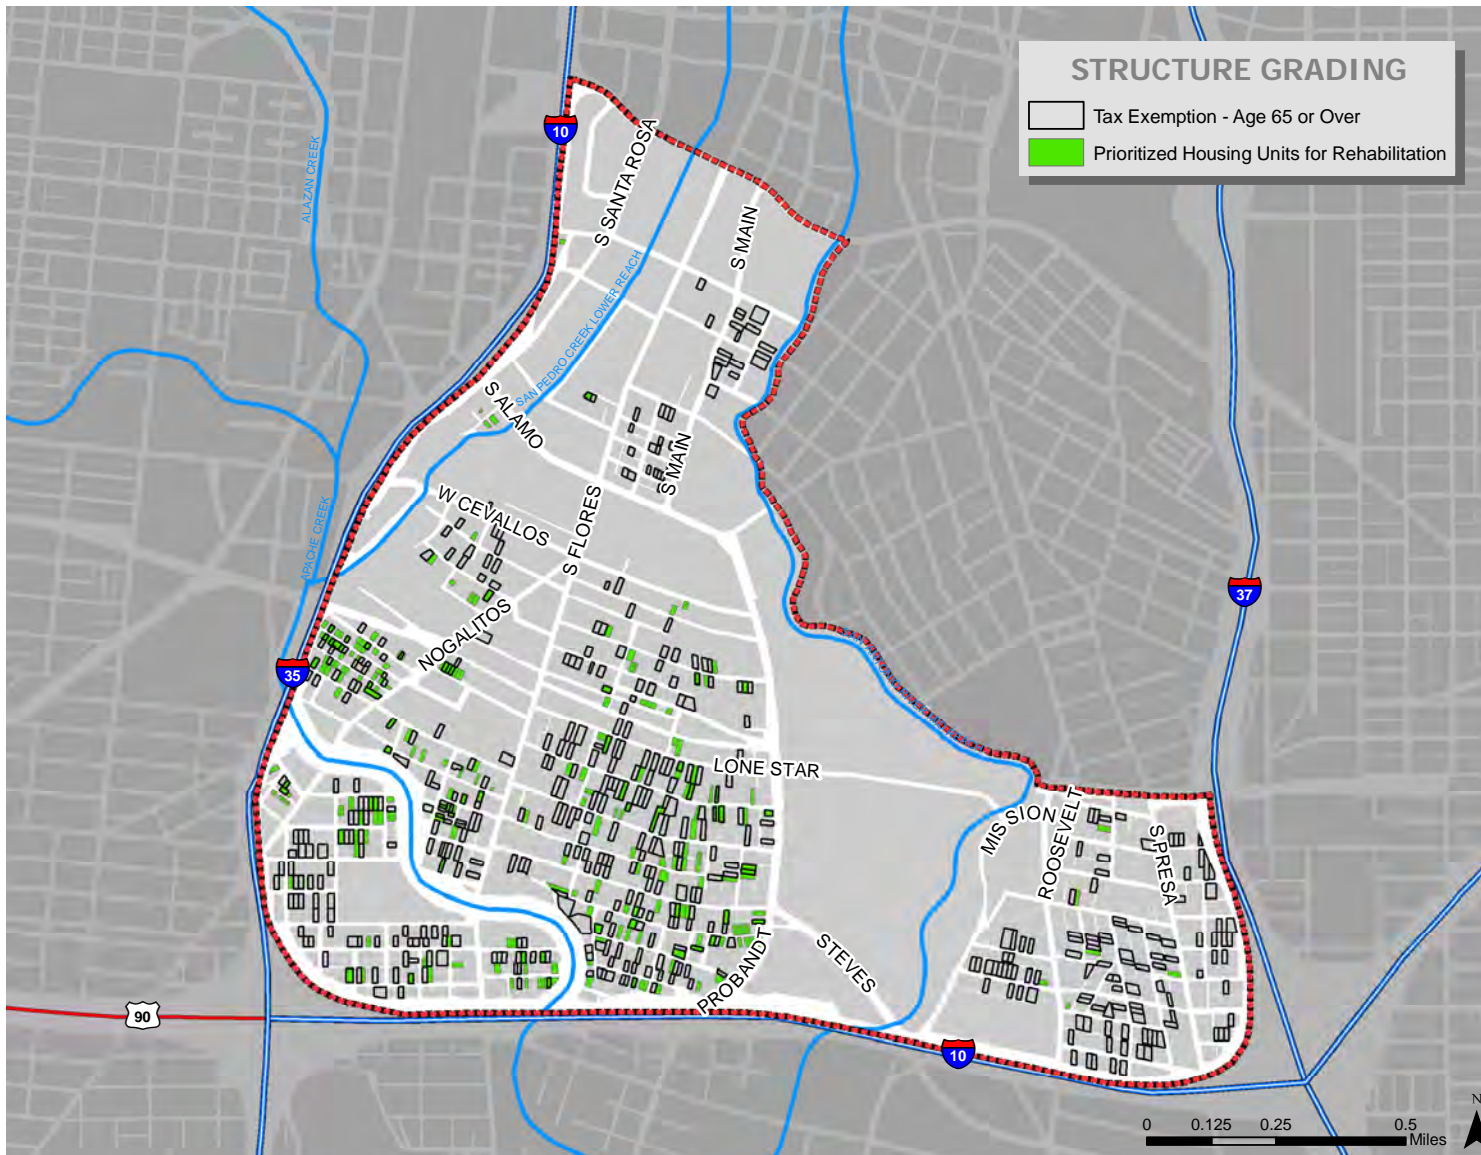 STRUCTURE GRADING
Tax Exemption - Age 65 or Over
Prioritized Housing Units for Rehabilitation
10
ALAZAN CREEK
S SANTA ROSA
S MAIN
SAN PEDRO CREEK LOWER REACH
S ALAMO
S MAIN
W CEVALLOS
S FLORES
APACHE CREEK
37
NOGALITOS
35
LONE STAR
MISSION
ROOSEVELT
S PRESA
STEVES
PROBANDT
90
10
N
0 0.125 0.25 0.5
Miles